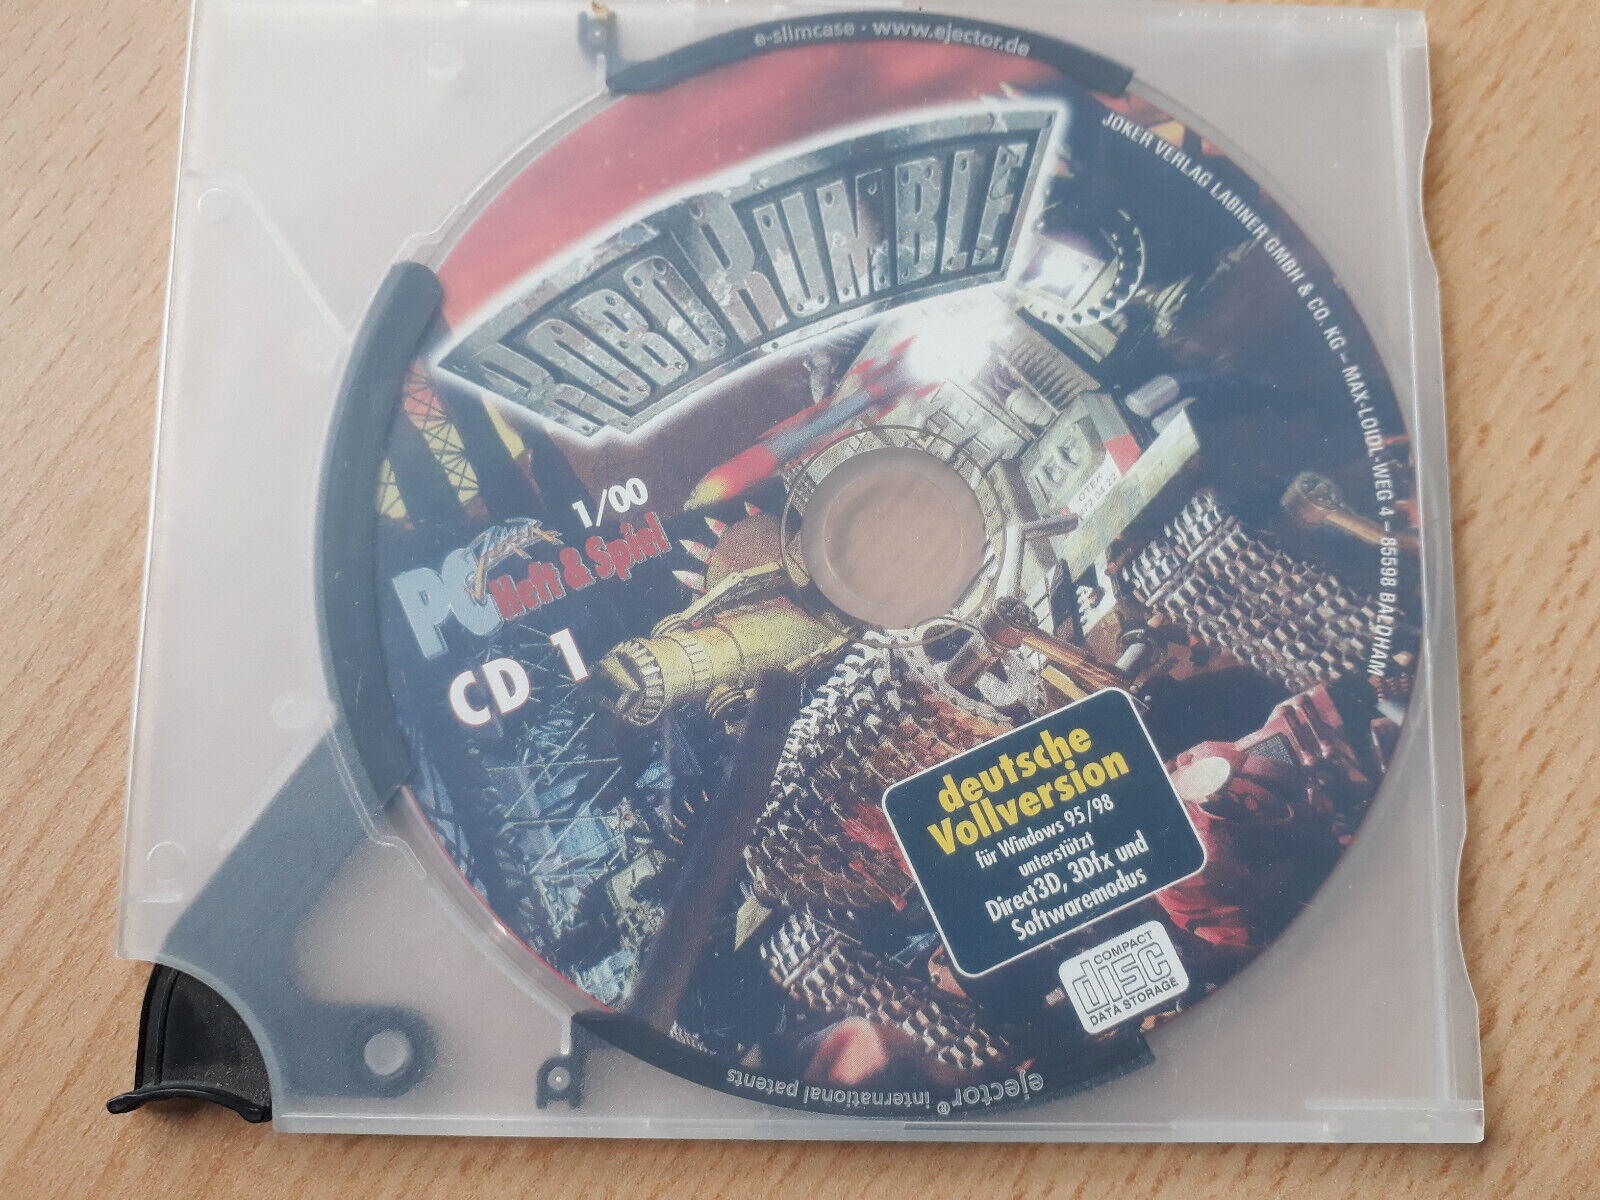 e-slimcase · www.ejector.de
ROBORUMBLE
JOKER VERLAG LABINER GMBH & CO. KG – MAX-LOIDL-WEG 4 – 85598 BALDHAM
1/00
PC
Heft & Spiel
CD 1
deutsche
Vollversion
für Windows 95/98
unterstützt
Direct3D, 3Dfx und
Softwaremodus
COMPACT
disc
DATA STORAGE
ejector® international patents